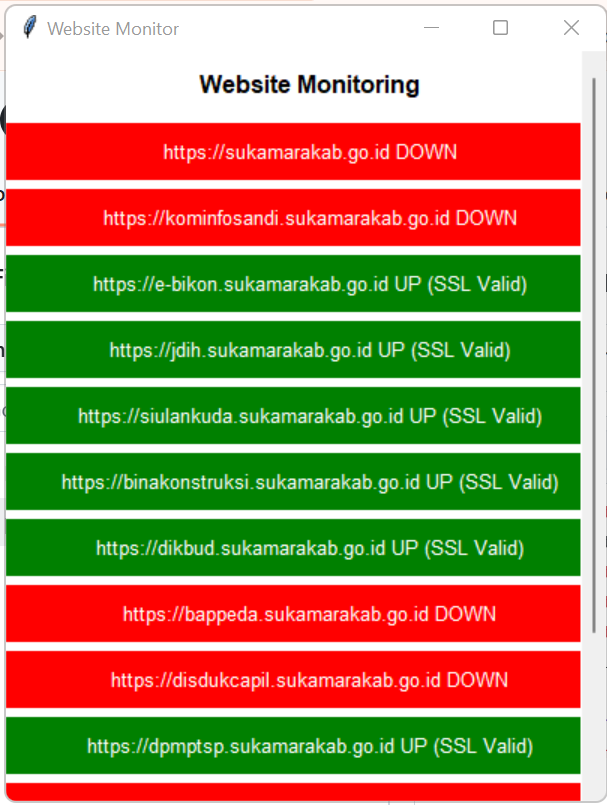 Website Monitor
Website Monitoring
https://sukamarakab.go.id DOWN
https://kominfosandi.sukamarakab.go.id DOWN
https://e-bikon.sukamarakab.go.id UP (SSL Valid)
https://jdih.sukamarakab.go.id UP (SSL Valid)
https://siulankuda.sukamarakab.go.id UP (SSL Valid)
https://binakonstruksi.sukamarakab.go.id UP (SSL Valid)
https://dikbud.sukamarakab.go.id UP (SSL Valid)
https://bappeda.sukamarakab.go.id DOWN
https://disdukcapil.sukamarakab.go.id DOWN
https://dpmptsp.sukamarakab.go.id UP (SSL Valid)